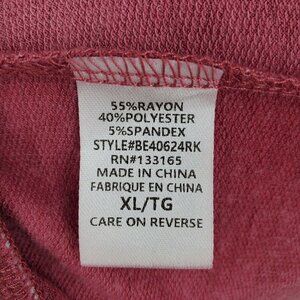 55%RAYON
40%POLYESTER
5%SPANDEX
STYLE#BE40624RK
RN#133165
MADE IN CHINA
FABRIQUE EN CHINA
XL/TG
CARE ON REVERSE